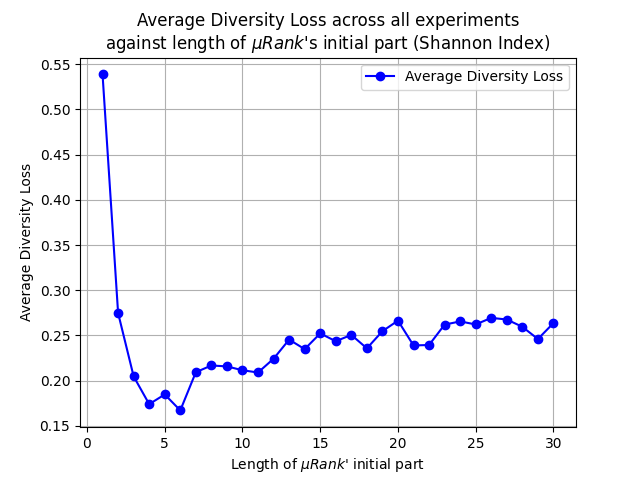 Average Diversity Loss across all experiments
against length of μRank's initial part (Shannon Index)
Average Diversity Loss
Average Diversity Loss
0.55
0.50
0.45
0.40
0.35
0.30
0.25
0.20
0.15
0 5 10 15 20 25 30
Length of μRank' initial part